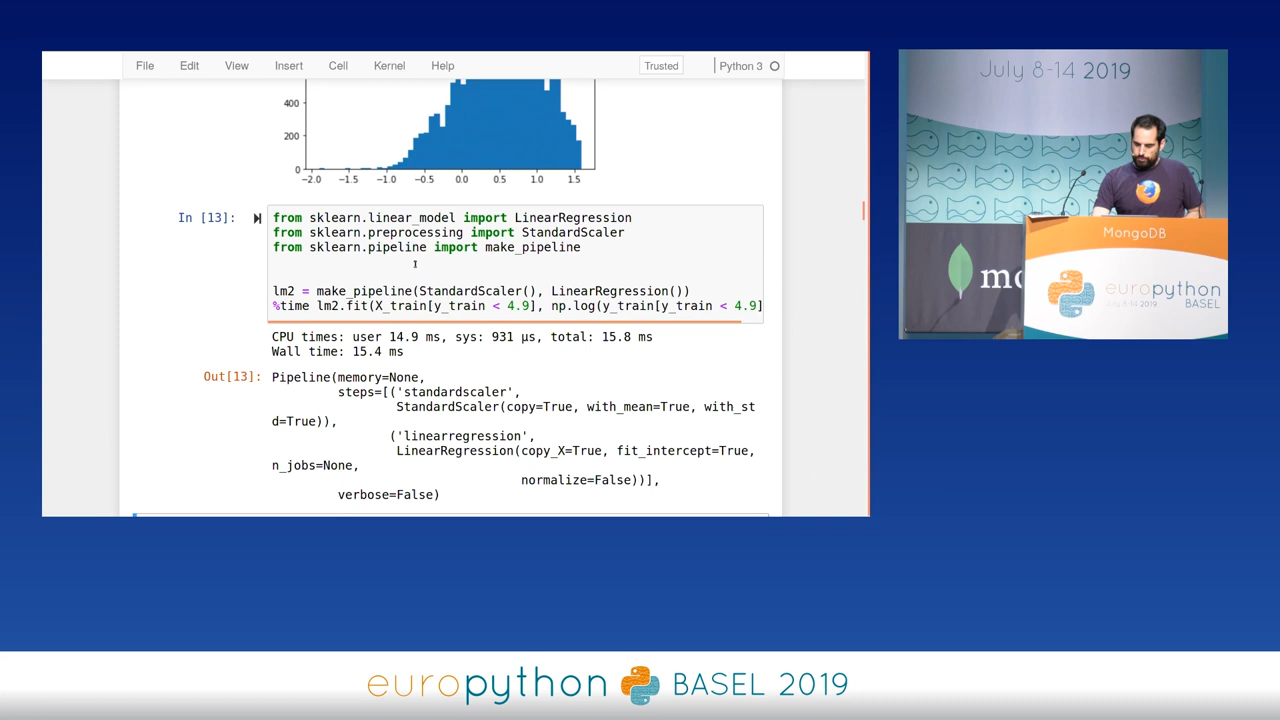 File Edit View Insert Cell Kernel Help Trusted Python 3
400
200
0
-2.0 -1.5 -1.0 -0.5 0.0 0.5 1.0 1.5
In [13]:
from sklearn.linear_model import LinearRegression
from sklearn.preprocessing import StandardScaler
from sklearn.pipeline import make_pipeline
lm2 = make_pipeline(StandardScaler(), LinearRegression())
%time lm2.fit(X_train[y_train < 4.9], np.log(y_train[y_train < 4.9]
CPU times: user 14.9 ms, sys: 931 µs, total: 15.8 ms
Wall time: 15.4 ms
Out[13]: Pipeline(memory=None,
steps=[('standardscaler',
StandardScaler(copy=True, with_mean=True, with_st
d=True)),
('linearregression',
LinearRegression(copy_X=True, fit_intercept=True,
n_jobs=None,
normalize=False))],
verbose=False)
July 8-14 2019
MongoDB
mo
europython
July 8-14 2019 BASEL
europython BASEL 2019